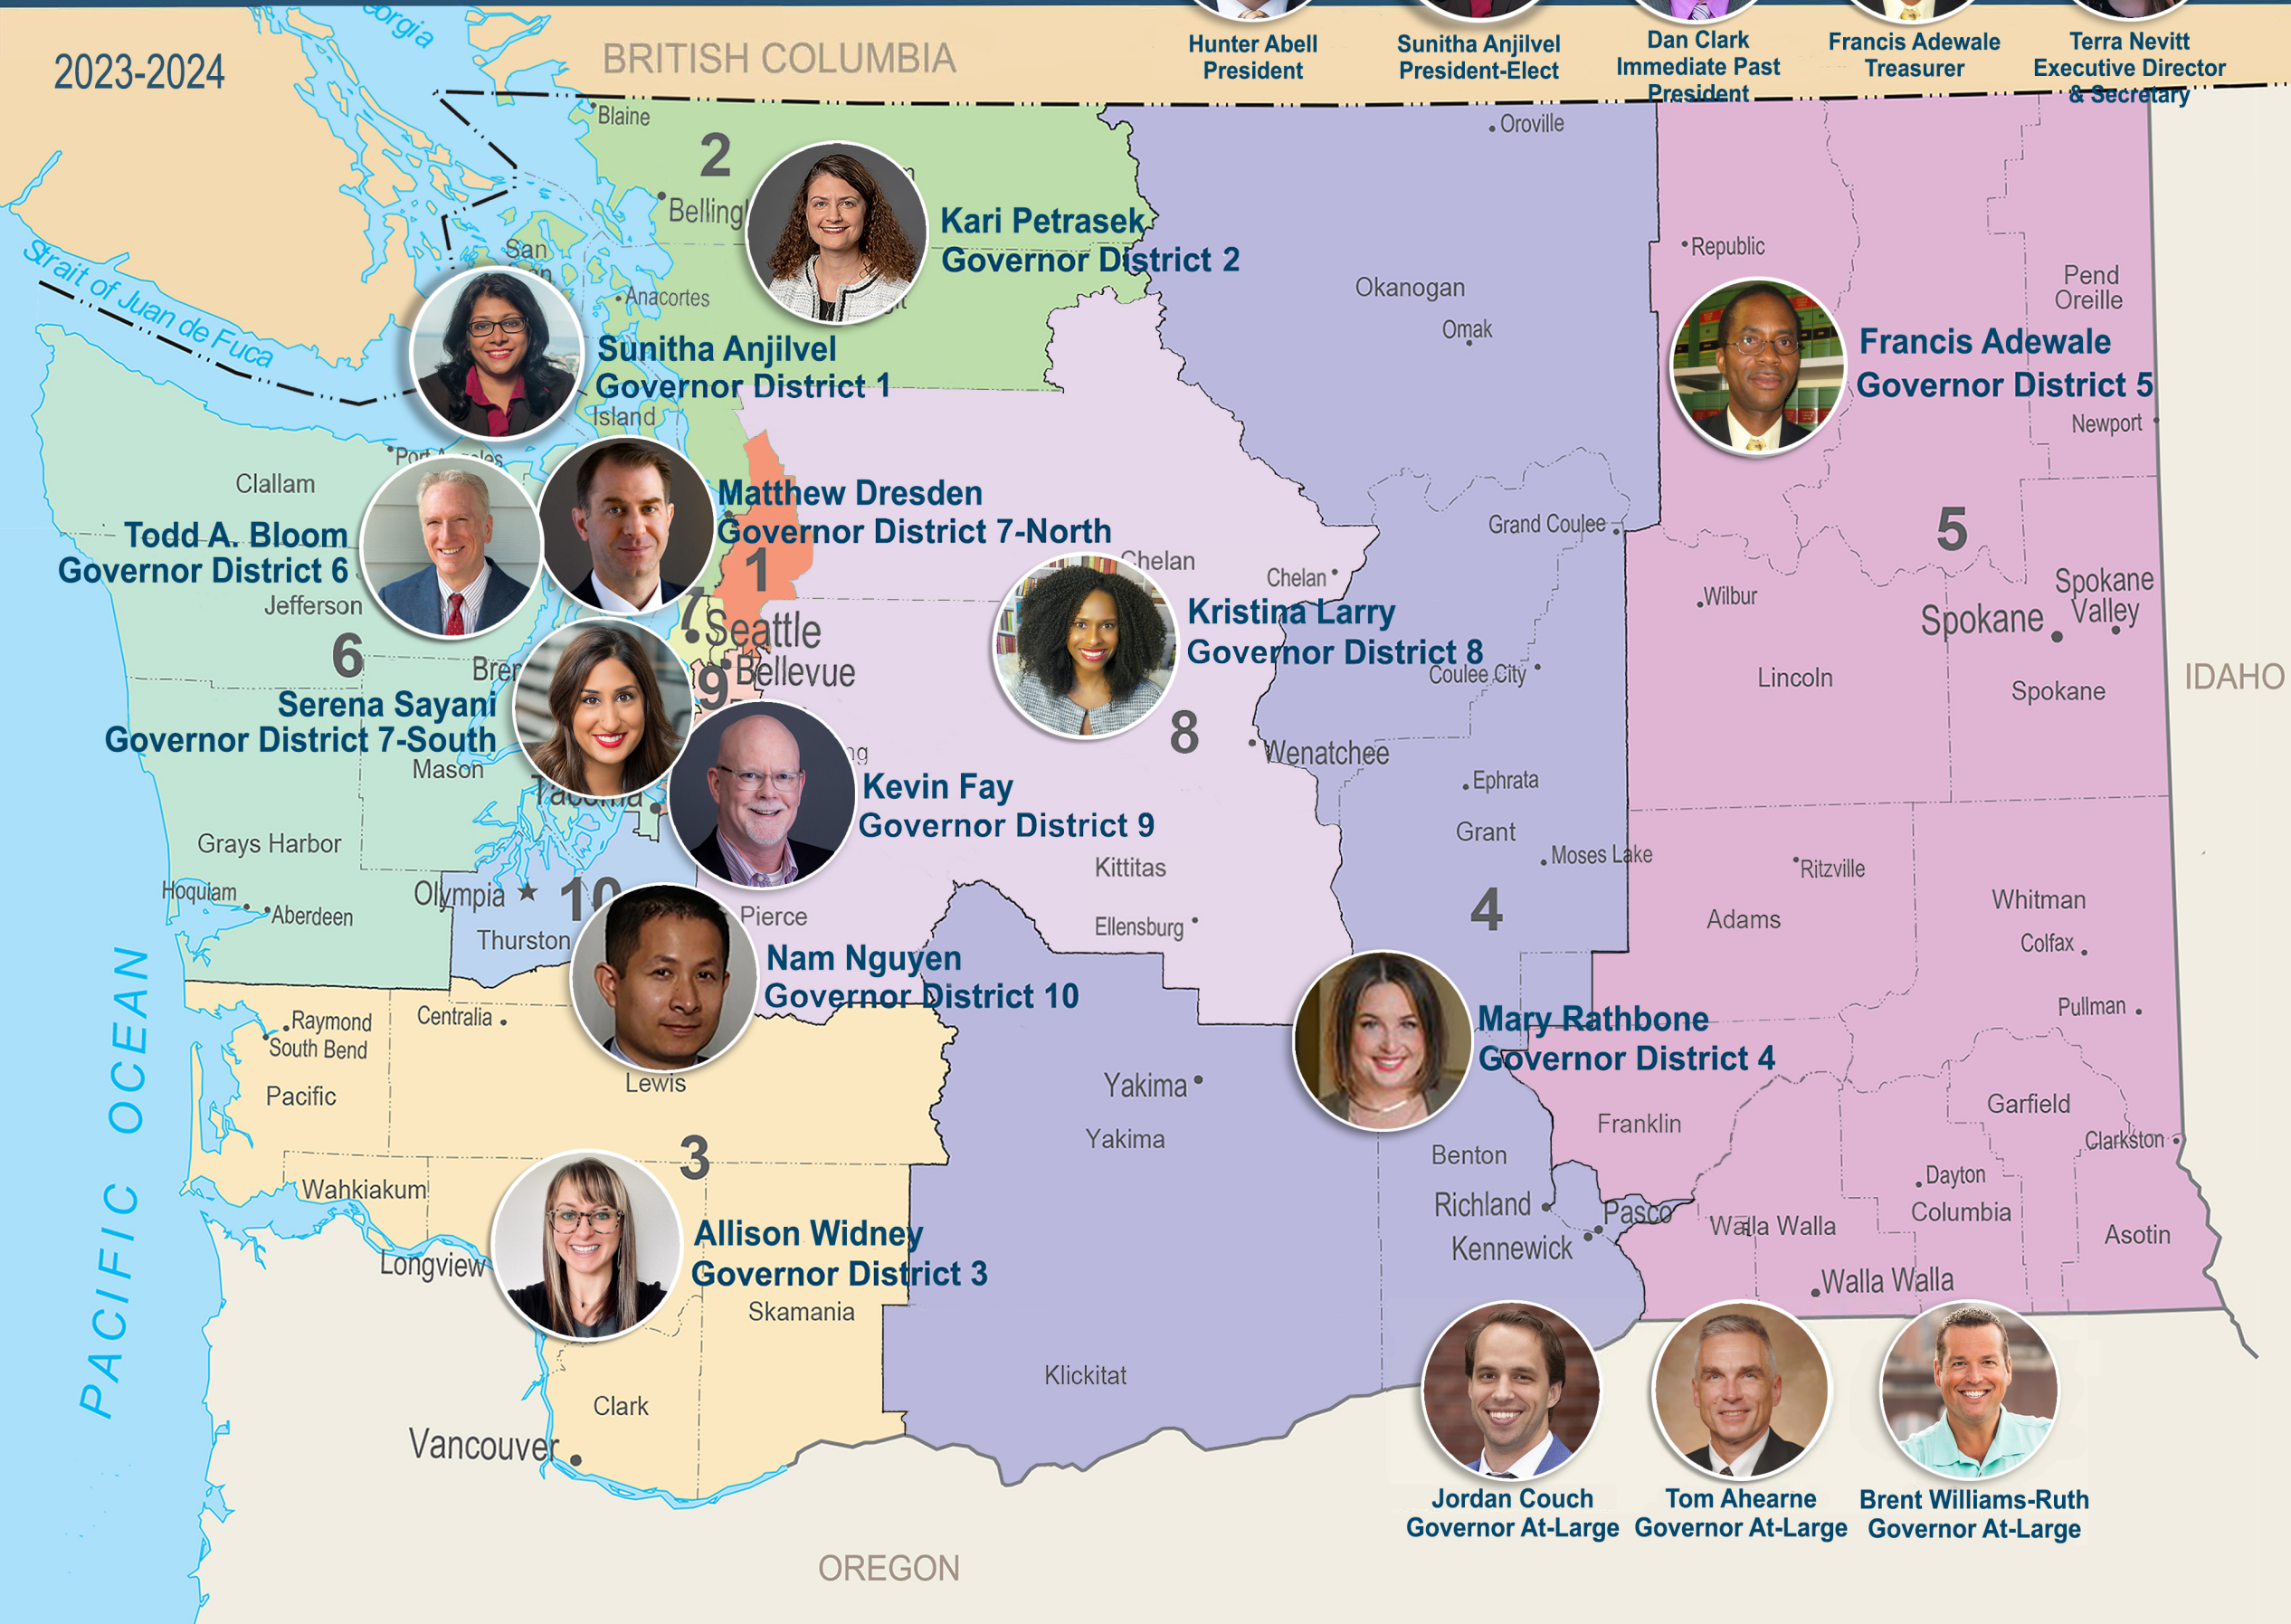 Georgia
2023-2024
BRITISH COLUMBIA
Hunter Abell
President
Sunitha Anjilvel
President-Elect
Dan Clark
Immediate Past
President
Francis Adewale
Treasurer
Terra Nevitt
Executive Director
& Secretary
Blaine
2
Oroville
Kari Petrasek
Governor District 2
San
Strait of Juan de Fuca
Anacortes
Republic
Okanogan
Omak
Pend
Oreille
Sunitha Anjilvel
Governor District 1
Island
Francis Adewale
Governor District 5
Newport
Clallam
Matthew Dresden
Governor District 7-North
Todd A. Bloom
Governor District 6
Jefferson
Grand Coulee
5
1
Chelan
Chelan
Wilbur
Spokane
Valley
Spokane
7
Seattle
Kristina Larry
Governor District 8
6
9
Bellevue
Coulee City
Lincoln
Spokane
IDAHO
Serena Sayani
Governor District 7-South
Mason
8
Wenatchee
Tacoma
Kevin Fay
Governor District 9
Ephrata
Grant
Grays Harbor
Kittitas
Moses Lake
Ritzville
Hoquiam
Aberdeen
Olympia
10
Thurston
Pierce
Ellensburg
4
Adams
Whitman
Colfax
Nam Nguyen
Governor District 10
Pullman
PACIFIC OCEAN
Raymond
South Bend
Centralia
Mary Rathbone
Governor District 4
Pacific
Lewis
Yakima
Yakima
Franklin
Garfield
Clarkston
3
Benton
Wahkiakum
Richland
Pasco
Kennewick
Dayton
Columbia
Walla Walla
Asotin
Longview
Allison Widney
Governor District 3
Skamania
Walla Walla
Klickitat
Clark
Vancouver
Jordan Couch
Governor At-Large
Tom Ahearne
Governor At-Large
Brent Williams-Ruth
Governor At-Large
OREGON